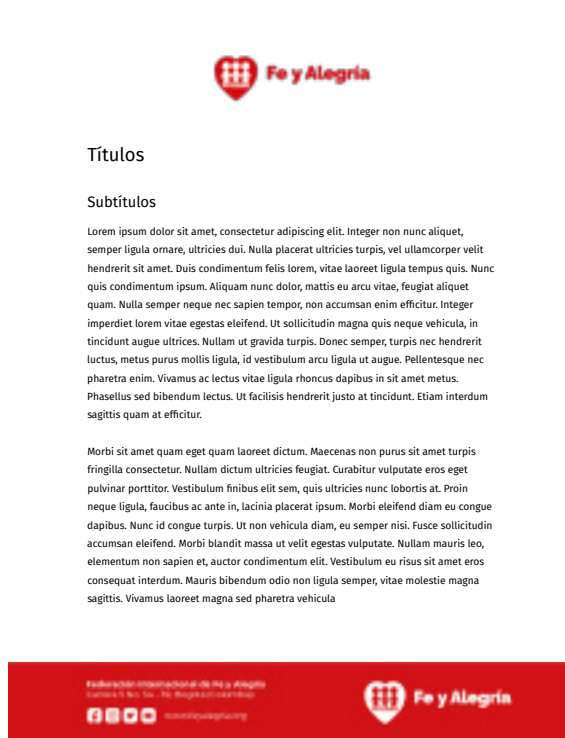 Fe y Alegría
Títulos
Subtítulos
Lorem ipsum dolor sit amet, consectetur adipiscing elit. Integer non nunc aliquet,
semper ligula ornare, ultricies dui. Nulla placerat ultricies turpis, vel ullamcorper velit
hendrerit sit amet. Duis condimentum felis lorem, vitae laoreet ligula tempus quis. Nunc
quis condimentum ipsum. Aliquam nunc dolor, mattis eu arcu vitae, feugiat aliquet
quam. Nulla semper neque nec sapien tempor, non accumsan enim efficitur. Integer
imperdiet lorem vitae egestas eleifend. Ut sollicitudin magna quis neque vehicula, in
tincidunt augue ultrices. Nullam ut gravida turpis. Donec semper, turpis nec hendrerit
luctus, metus purus mollis ligula, id vestibulum arcu ligula ut augue. Pellentesque nec
pharetra enim. Vivamus ac lectus vitae ligula rhoncus dapibus in sit amet metus.
Phasellus sed bibendum lectus. Ut facilisis hendrerit justo at tincidunt. Etiam interdum
sagittis quam at efficitur.
Morbi sit amet quam eget quam laoreet dictum. Maecenas non purus sit amet turpis
fringilla consectetur. Nullam dictum ultricies feugiat. Curabitur vulputate eros eget
pulvinar porttitor. Vestibulum finibus elit sem, quis ultricies nunc lobortis at. Proin
neque ligula, faucibus ac ante in, lacinia placerat ipsum. Morbi eleifend diam eu congue
dapibus. Nunc id congue turpis. Ut non vehicula diam, eu semper nisi. Fusce sollicitudin
accumsan eleifend. Morbi blandit massa ut velit egestas vulputate. Nullam mauris leo,
elementum non sapien et, auctor condimentum elit. Vestibulum eu risus sit amet eros
consequat interdum. Mauris bibendum odio non ligula semper, vitae molestie magna
sagittis. Vivamus laoreet magna sed pharetra vehicula
Federación Internacional de Fe y Alegría
Fe y Alegría